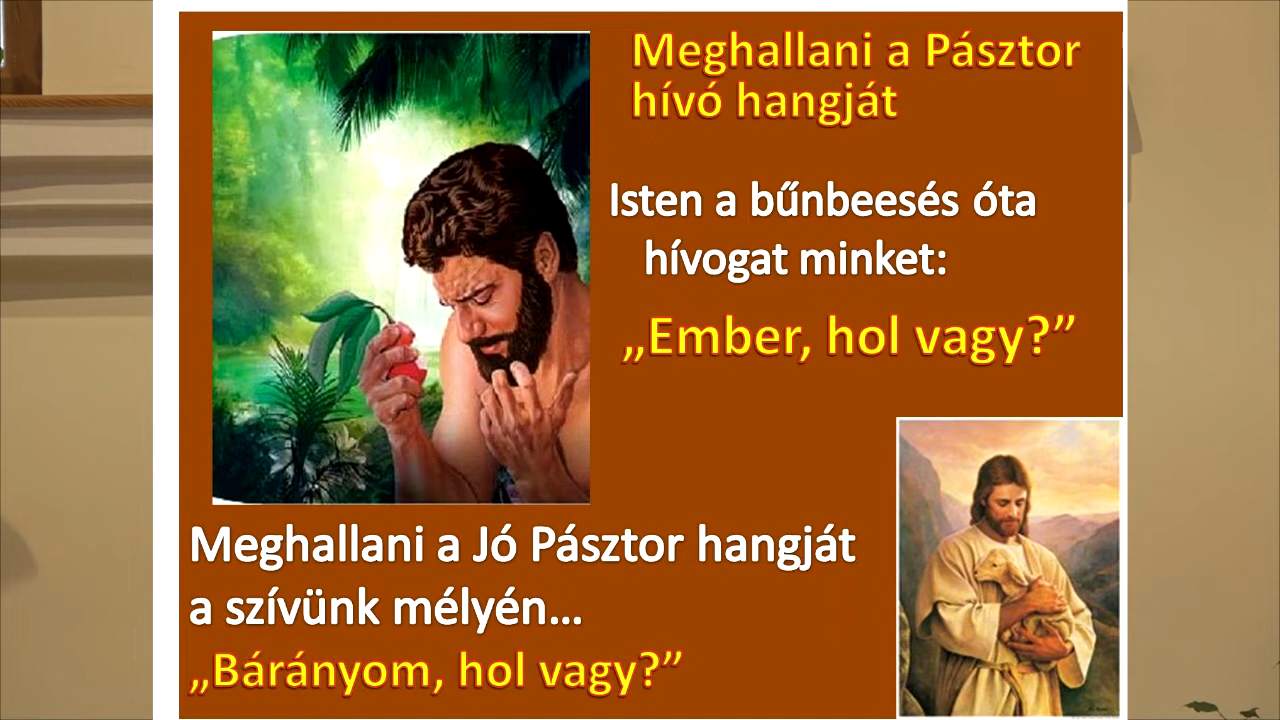 Meghallani a Pásztor
hívó hangját
Isten a bűnbeesés óta
hívogat minket:
„Ember, hol vagy?”
Meghallani a Jó Pásztor hangját
a szívünk mélyén...
„Bárányom, hol vagy?”